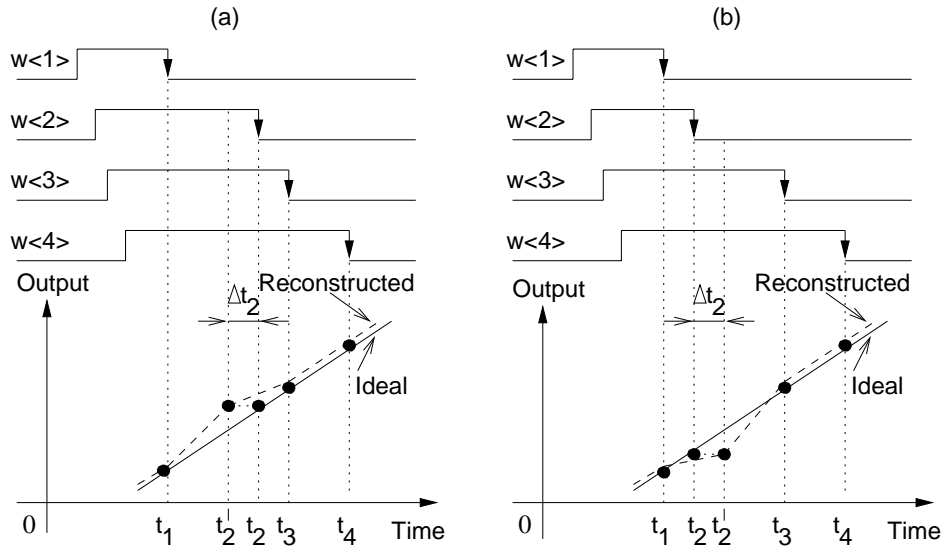 (a)
w<1>
w<2>
w<3>
w<4>
Output
Reconstructed
Δt₂
Ideal
0
t₁ t₂' t₂ t₃ t₄ Time
(b)
w<1>
w<2>
w<3>
w<4>
Output
Reconstructed
Δt₂
Ideal
0
t₁ t₂ t₂' t₃ t₄ Time